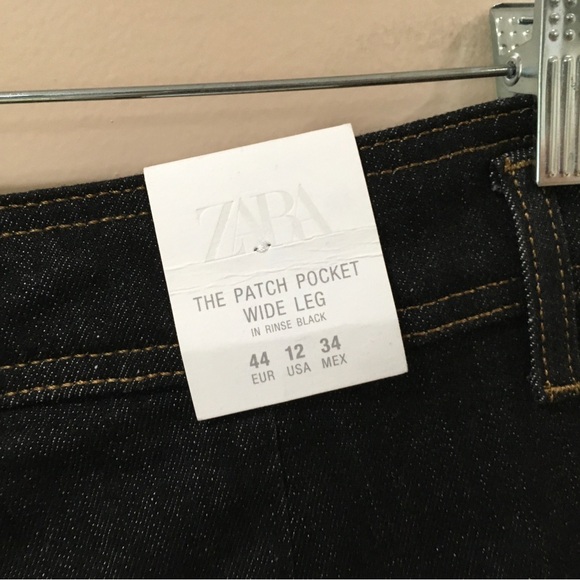 ZARA
THE PATCH POCKET
WIDE LEG
IN RINSE BLACK
44 12 34
EUR USA MEX